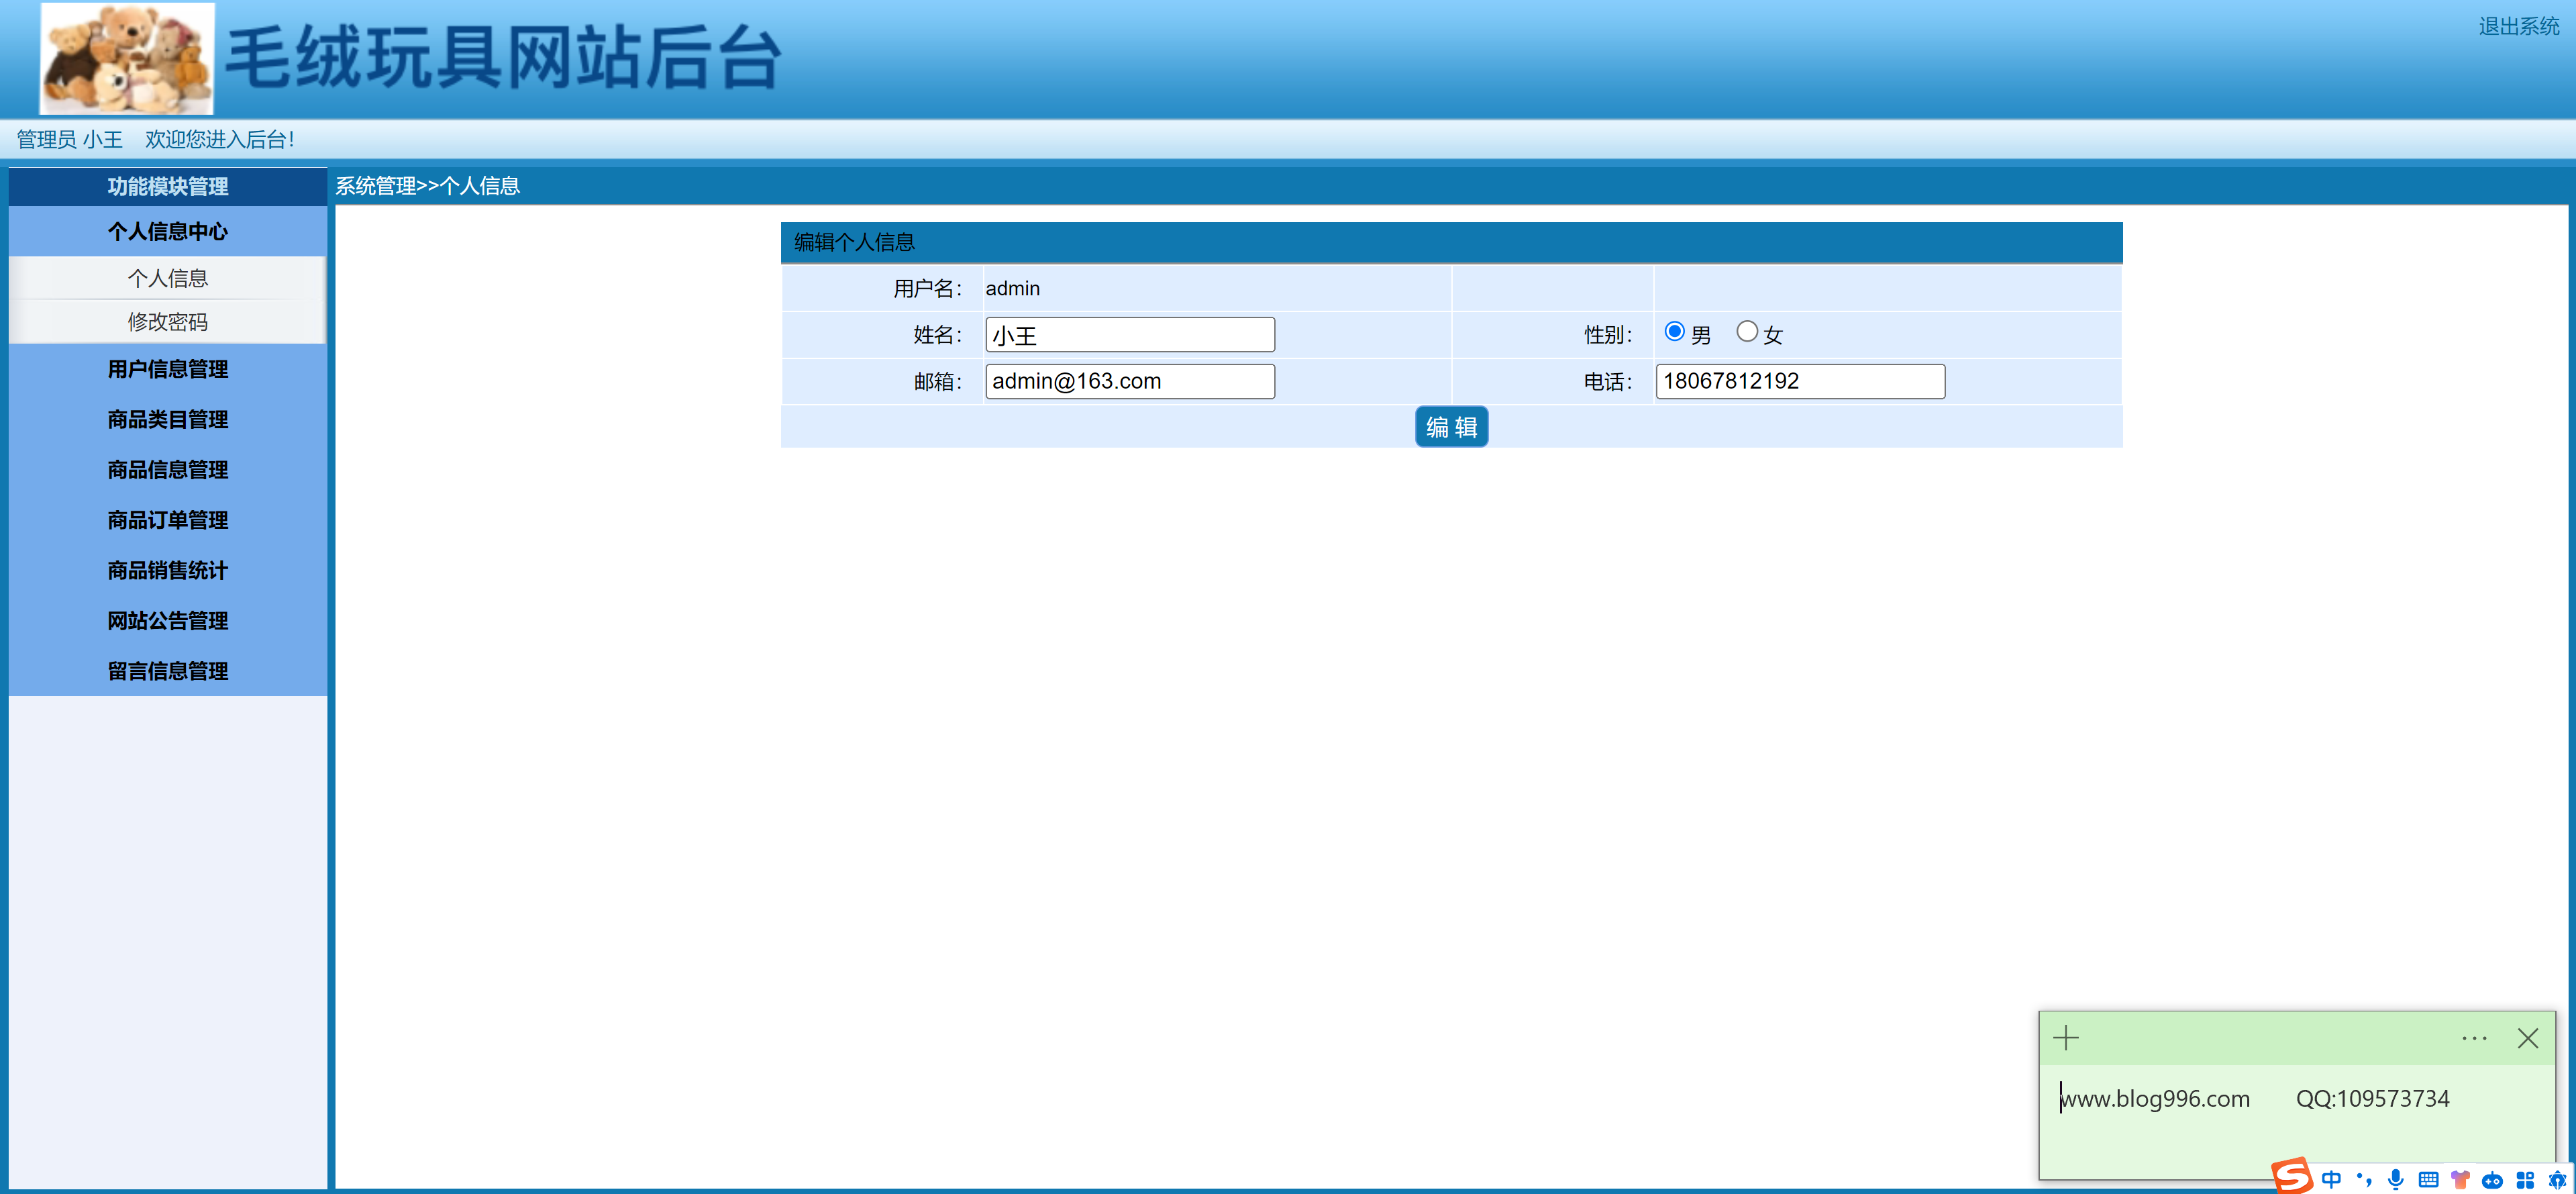 毛绒玩具网站后台
退出系统
管理员 小王 欢迎您进入后台!
功能模块管理
个人信息中心
个人信息
修改密码
用户信息管理
商品类目管理
商品信息管理
商品订单管理
商品销售统计
网站公告管理
留言信息管理
系统管理>>个人信息
编辑个人信息
用户名： admin
姓名： 小王 性别： 男 女
邮箱： admin@163.com 电话： 18067812192
编 辑
www.blog996.com QQ:109573734
S 中